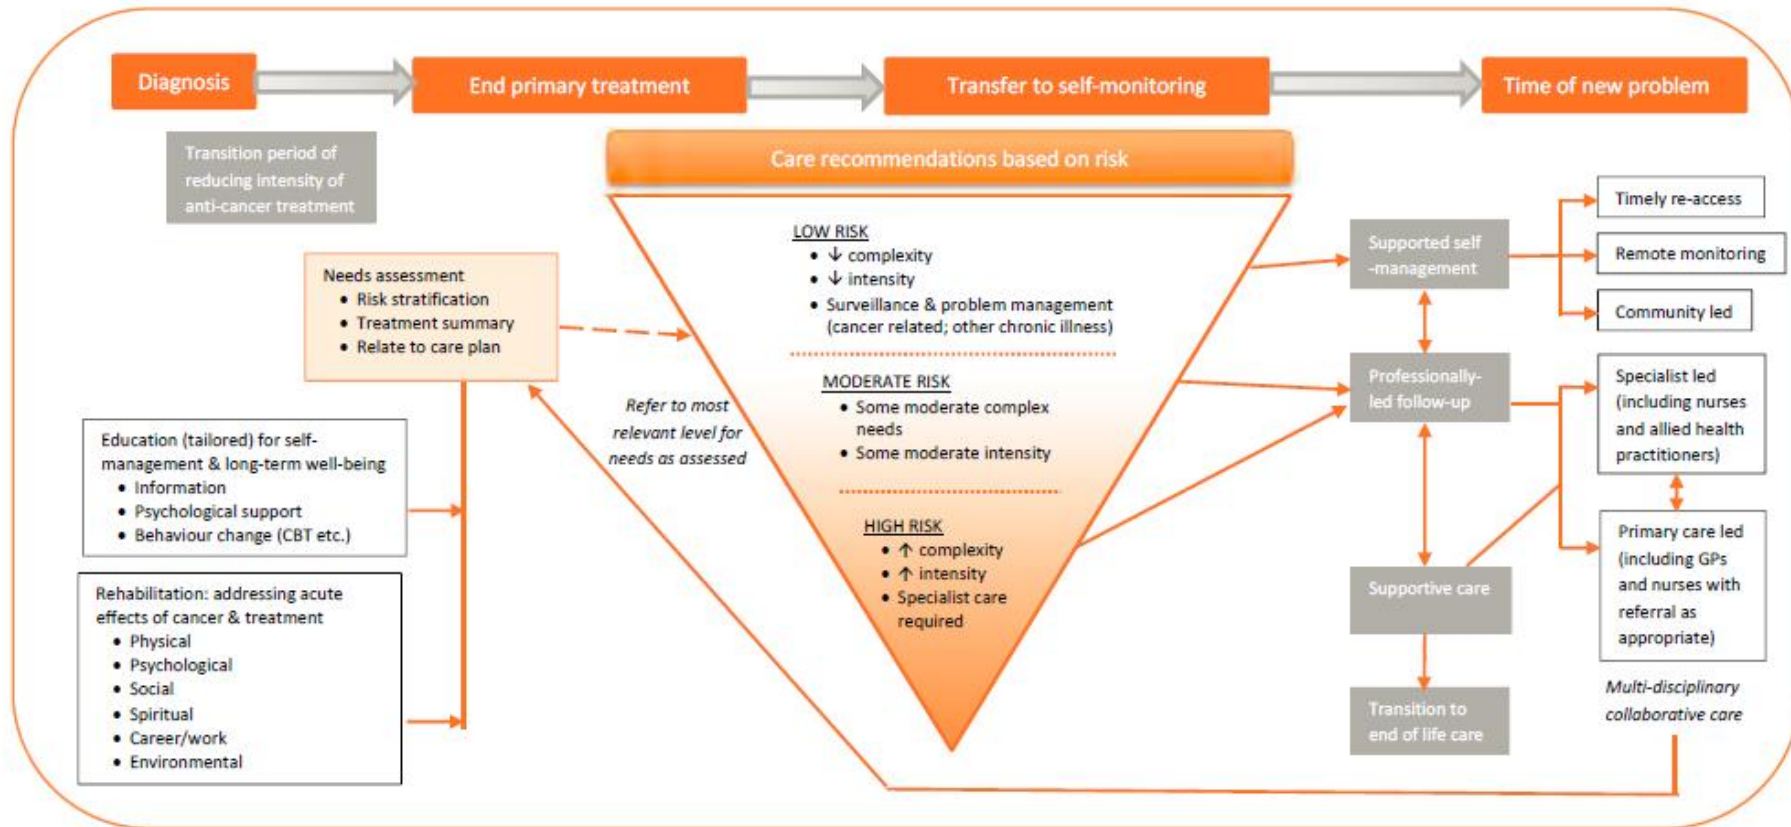 Diagnosis
End primary treatment
Transfer to self-monitoring
Time of new problem
Transition period of
reducing intensity of
anti-cancer treatment
Care recommendations based on risk
Needs assessment
• Risk stratification
• Treatment summary
• Relate to care plan
Education (tailored) for self-
management & long-term well-being
• Information
• Psychological support
• Behaviour change (CBT etc.)
Rehabilitation: addressing acute
effects of cancer & treatment
• Physical
• Psychological
• Social
• Spiritual
• Career/work
• Environmental
Refer to most
relevant level for
needs as assessed
LOW RISK
• ↓ complexity
• ↓ intensity
• Surveillance & problem management
(cancer related; other chronic illness)
MODERATE RISK
• Some moderate complex
needs
• Some moderate intensity
HIGH RISK
• ↑ complexity
• ↑ intensity
• Specialist care
required
Supported self
-management
Professionally-
led follow-up
Supportive care
Transition to
end of life care
Timely re-access
Remote monitoring
Community led
Specialist led
(including nurses
and allied health
practitioners)
Primary care led
(including GPs
and nurses with
referral as
appropriate)
Multi-disciplinary
collaborative care